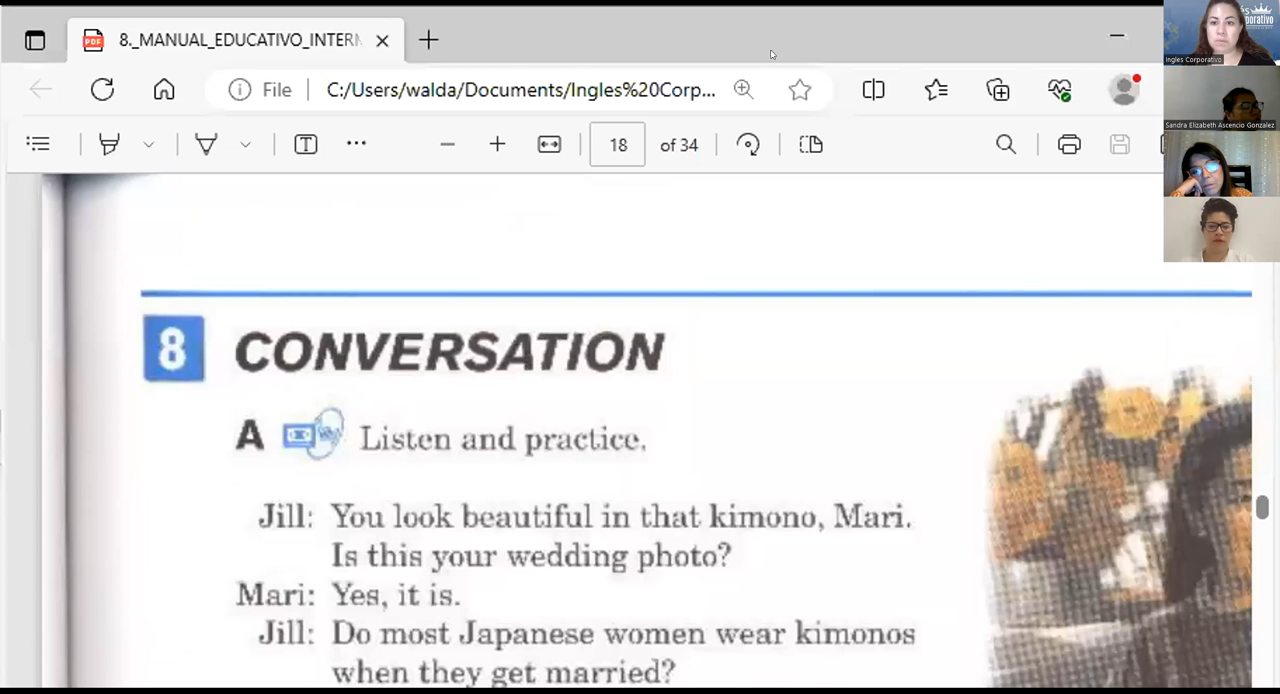 8._MANUAL_EDUCATIVO_INTERN
File
C:/Users/walda/Documents/Ingles%20Corp...
18 of 34
8 CONVERSATION
A Listen and practice.
Jill: You look beautiful in that kimono, Mari.
Is this your wedding photo?
Mari: Yes, it is.
Jill: Do most Japanese women wear kimonos
when they get married?
Ingles Corporativo
Sandra Elizabeth Ascencio Gonzalez